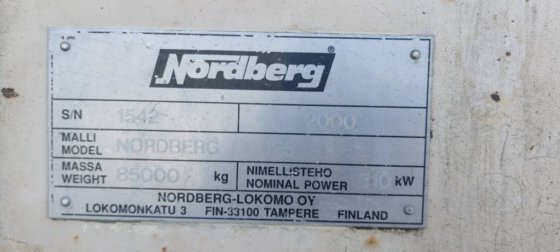 Nordberg®
S/N 1542 2000
MALLI
MODEL NORDBERG
MASSA
WEIGHT 85000 kg NIMELLISTEHO
NOMINAL POWER kW
NORDBERG-LOKOMO OY
LOKOMONKATU 3 FIN-33100 TAMPERE FINLAND